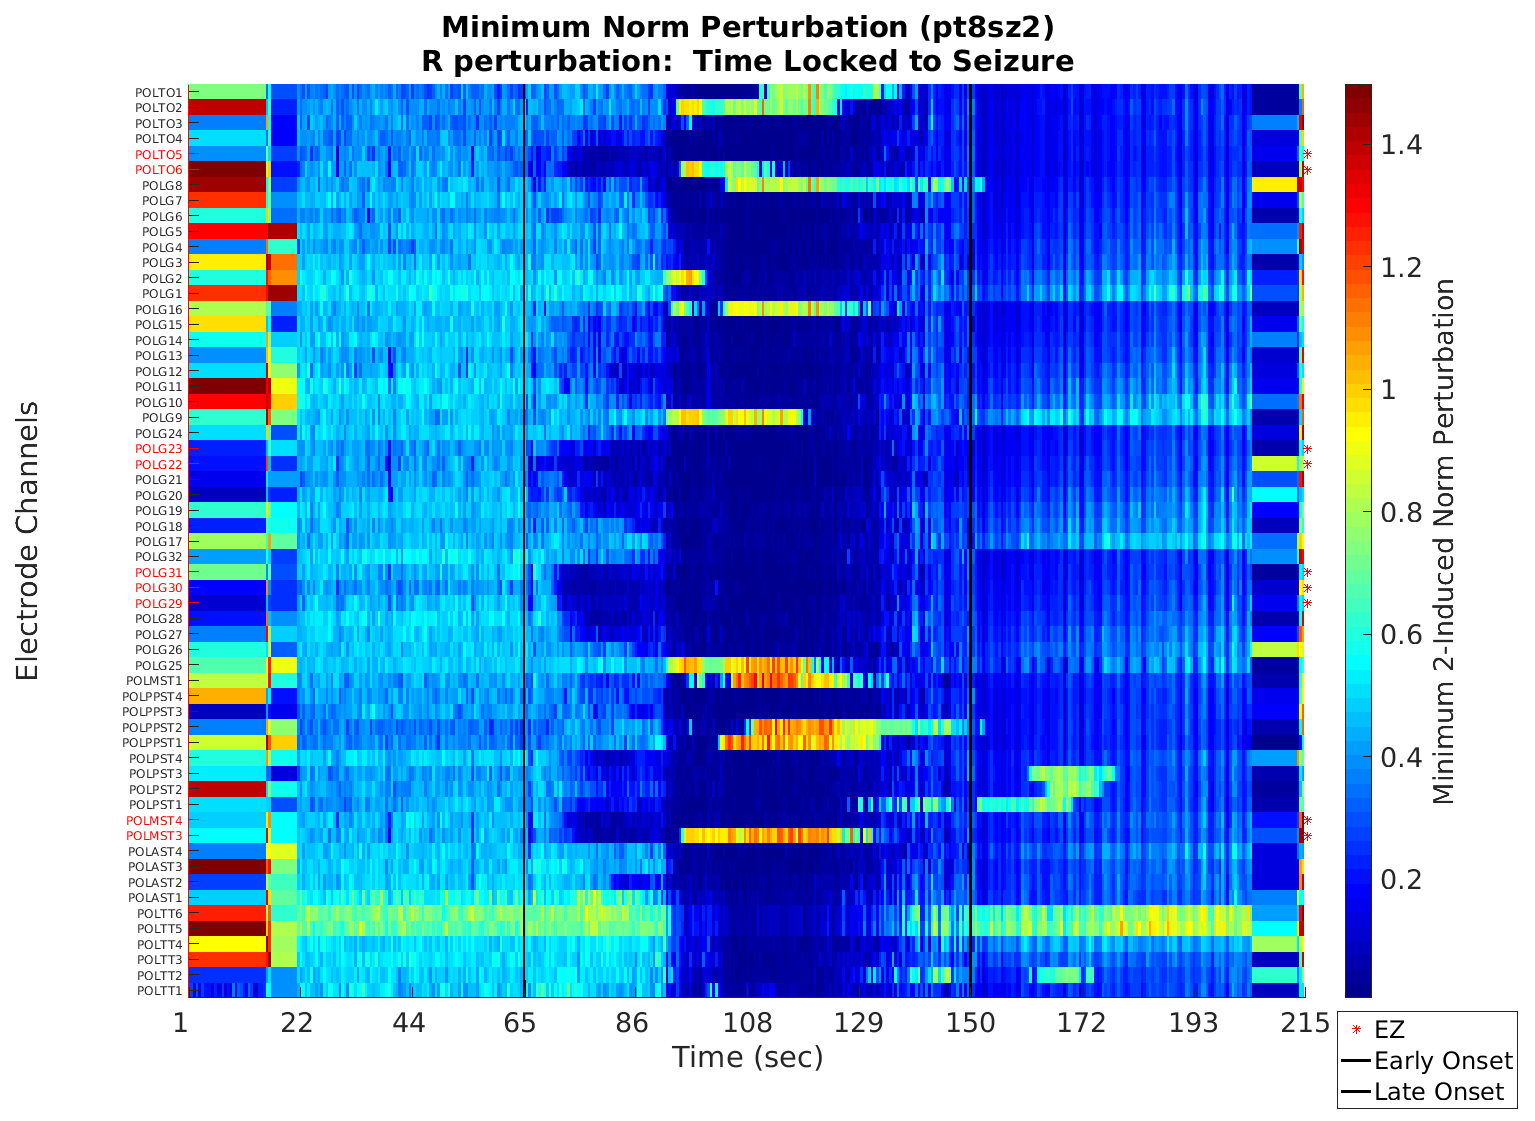 Minimum Norm Perturbation (pt8sz2)
R perturbation:  Time Locked to Seizure
Electrode Channels
POLTO1
POLTO2
POLTO3
POLTO4
POLTO5
POLTO6
POLG8
POLG7
POLG6
POLG5
POLG4
POLG3
POLG2
POLG1
POLG16
POLG15
POLG14
POLG13
POLG12
POLG11
POLG10
POLG9
POLG24
POLG23
POLG22
POLG21
POLG20
POLG19
POLG18
POLG17
POLG32
POLG31
POLG30
POLG29
POLG28
POLG27
POLG26
POLG25
POLMST1
POLPPST4
POLPPST3
POLPPST2
POLPPST1
POLPST4
POLPST3
POLPST2
POLPST1
POLMST4
POLMST3
POLAST4
POLAST3
POLAST2
POLAST1
POLTT6
POLTT5
POLTT4
POLTT3
POLTT2
POLTT1
1 22 44 65 86 108 129 150 172 193 215
Time (sec)
1.4
1.2
1
0.8
0.6
0.4
0.2
Minimum 2-Induced Norm Perturbation
EZ
Early Onset
Late Onset